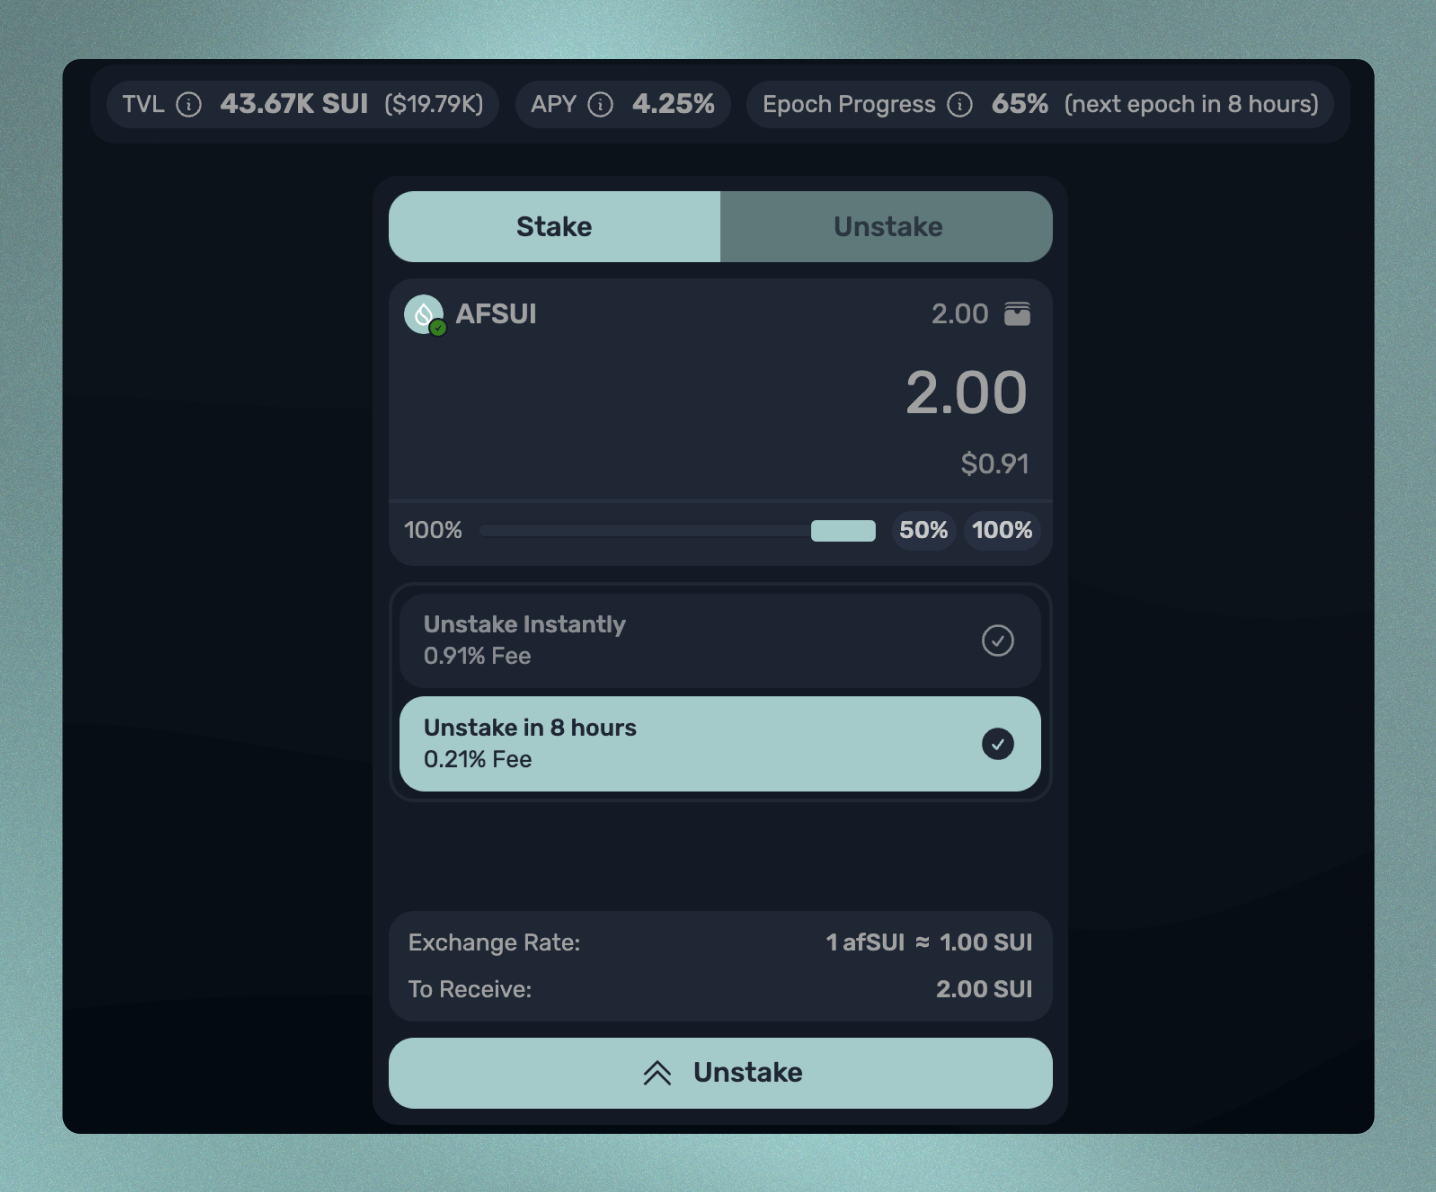 TVL 43.67K SUI ($19.79K) APY 4.25% Epoch Progress 65% (next epoch in 8 hours)
Stake Unstake
AFSUI 2.00
2.00
$0.91
100% 50% 100%
Unstake Instantly
0.91% Fee
Unstake in 8 hours
0.21% Fee
Exchange Rate: 1 afSUI ≈ 1.00 SUI
To Receive: 2.00 SUI
Unstake